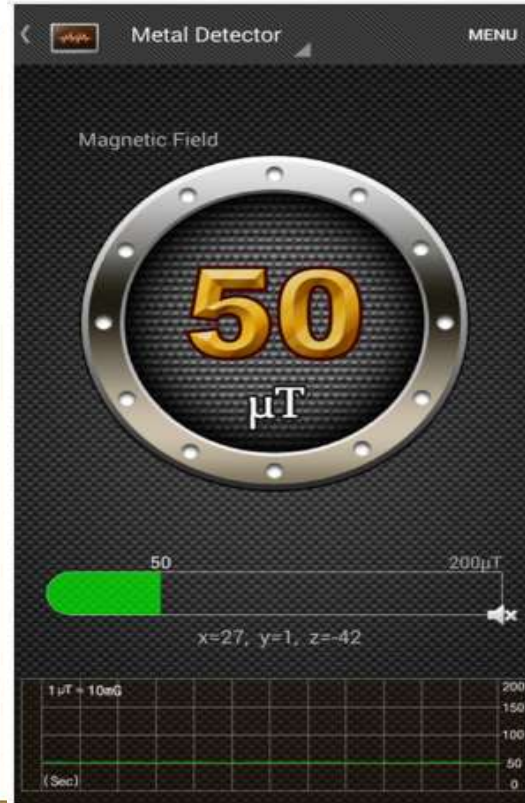 Metal Detector
MENU
Magnetic Field
50
µT
50
200µT
x=27, y=1, z=-42
1µT = 10mG
200
150
100
50
(Sec)
0